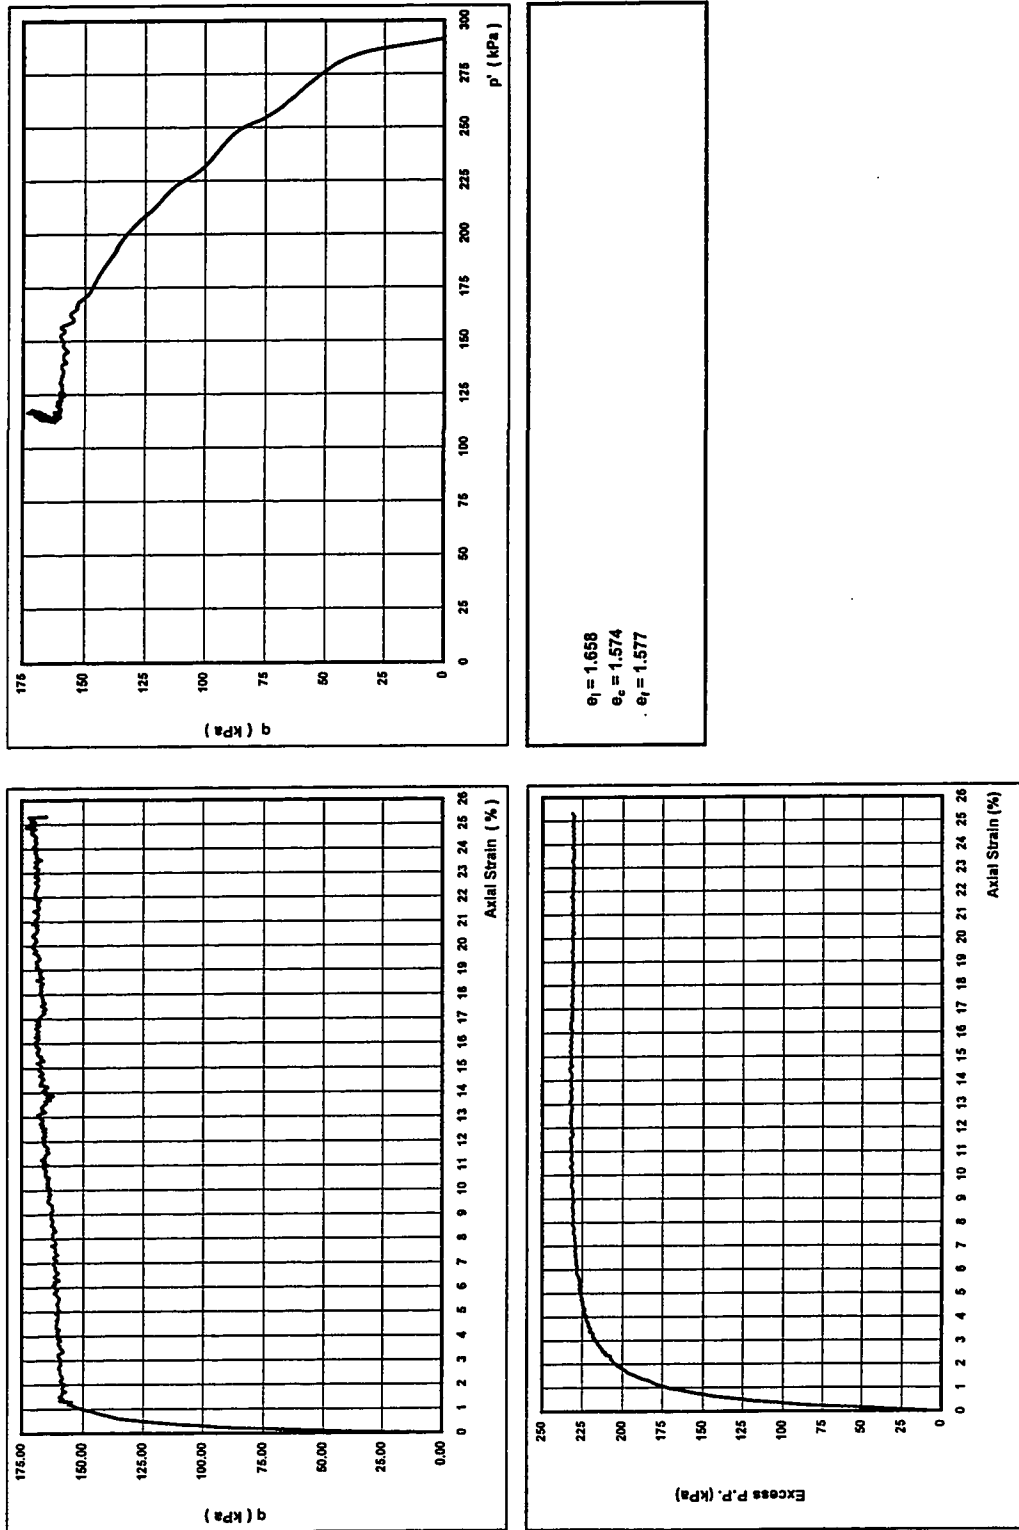 175.00
150.00
125.00
100.00
75.00
50.00
25.00
0.00
q ( kPa )
0 1 2 3 4 5 6 7 8 9 10 11 12 13 14 15 16 17 18 19 20 21 22 23 24 25 26
Axial Strain ( % )
175
150
125
100
75
50
25
0
q ( kPa )
0 25 50 75 100 125 150 175 200 225 250 275 300
p' ( kPa )
250
225
200
175
150
125
100
75
50
25
0
Excess P.P. (kPa)
0 1 2 3 4 5 6 7 8 9 10 11 12 13 14 15 16 17 18 19 20 21 22 23 24 25 26
Axial Strain (%)
eᵢ = 1.658
e꜀ = 1.574
e_f = 1.577